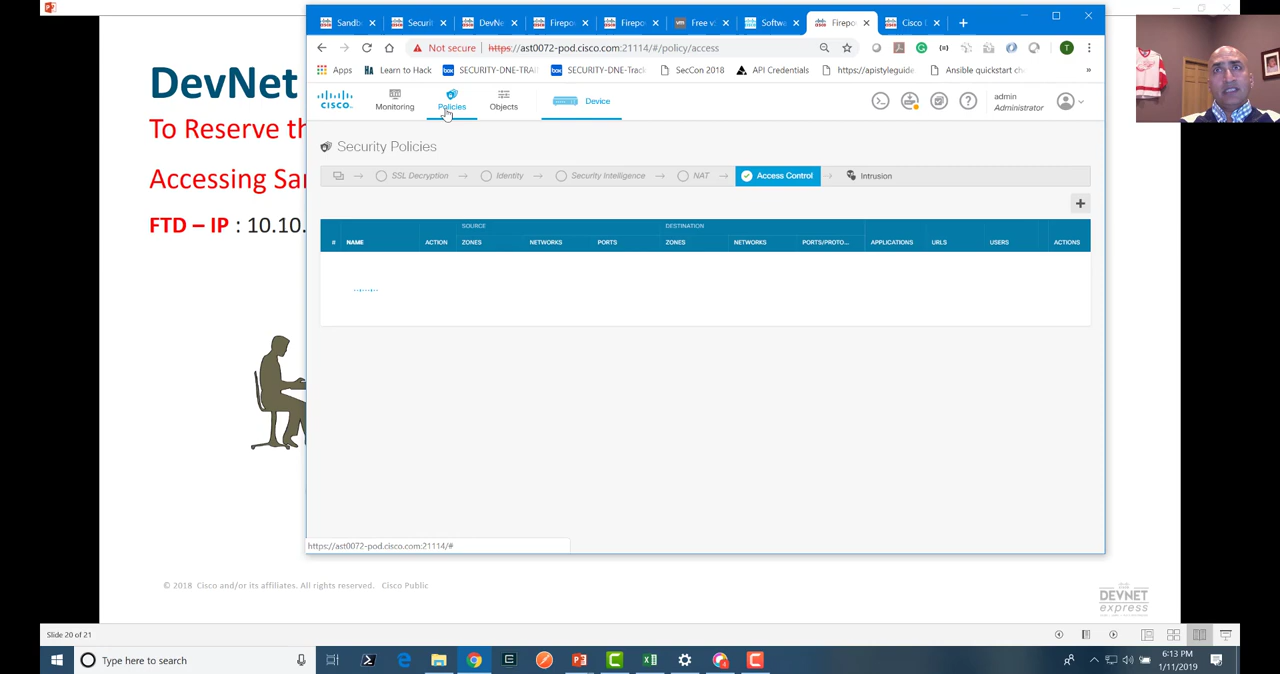 DevNet
To Reserve th
Accessing Sa
FTD – IP : 10.10.
Sandb
Securit
DevNe
Firepow
Firepo
Free v
Softwa
Firepo
Cisco
Not secure
https://ast0072-pod.cisco.com:21114/#/policy/access
Apps
Learn to Hack
SECURITY-DNE-TRAI
SECURITY-DNE-Track
SecCon 2018
API Credentials
https://apistyleguide
Ansible quickstart
»
CISCO
Monitoring
Policies
Objects
Device
admin
Administrator
Security Policies
SSL Decryption
Identity
Security Intelligence
NAT
Access Control
Intrusion
SOURCE
DESTINATION
# NAME ACTION ZONES NETWORKS PORTS ZONES NETWORKS PORTS/PROTO... APPLICATIONS URLS USERS ACTIONS
https://ast0072-pod.cisco.com:21114/#
© 2018 Cisco and/or its affiliates. All rights reserved. Cisco Public
DEVNET
express
Slide 20 of 21
Type here to search
6:13 PM
1/11/2019